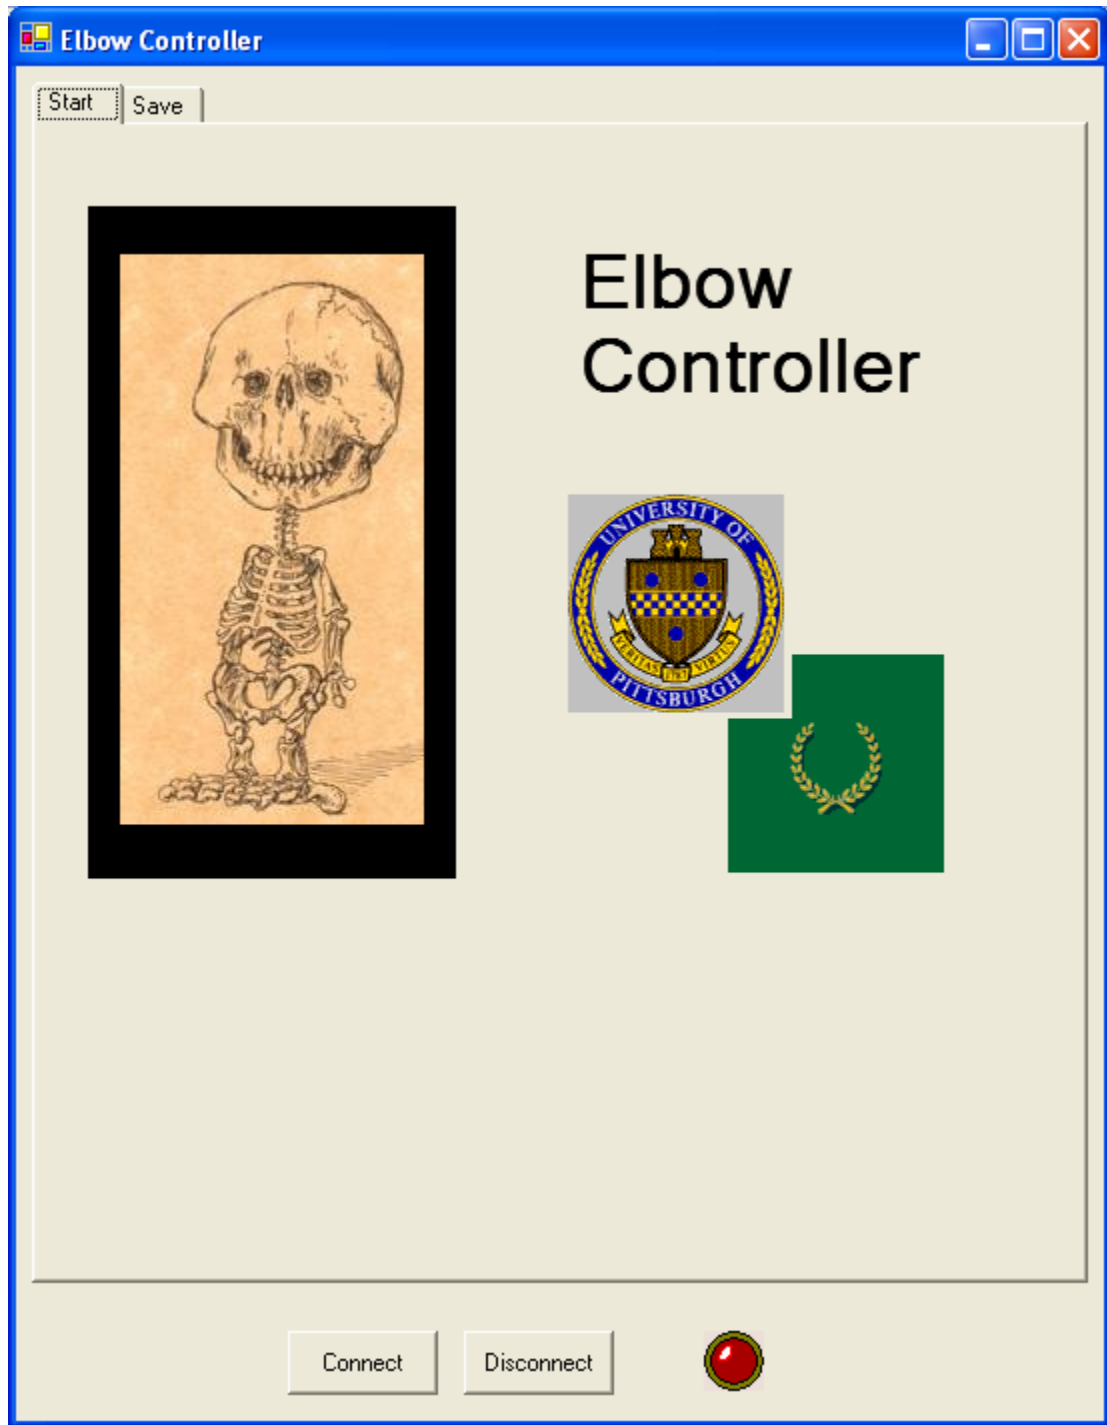 Elbow Controller
Start
Save
Elbow
Controller
UNIVERSITY OF
VERITAS 1787 VIRTUS
PITTSBURGH
Connect
Disconnect